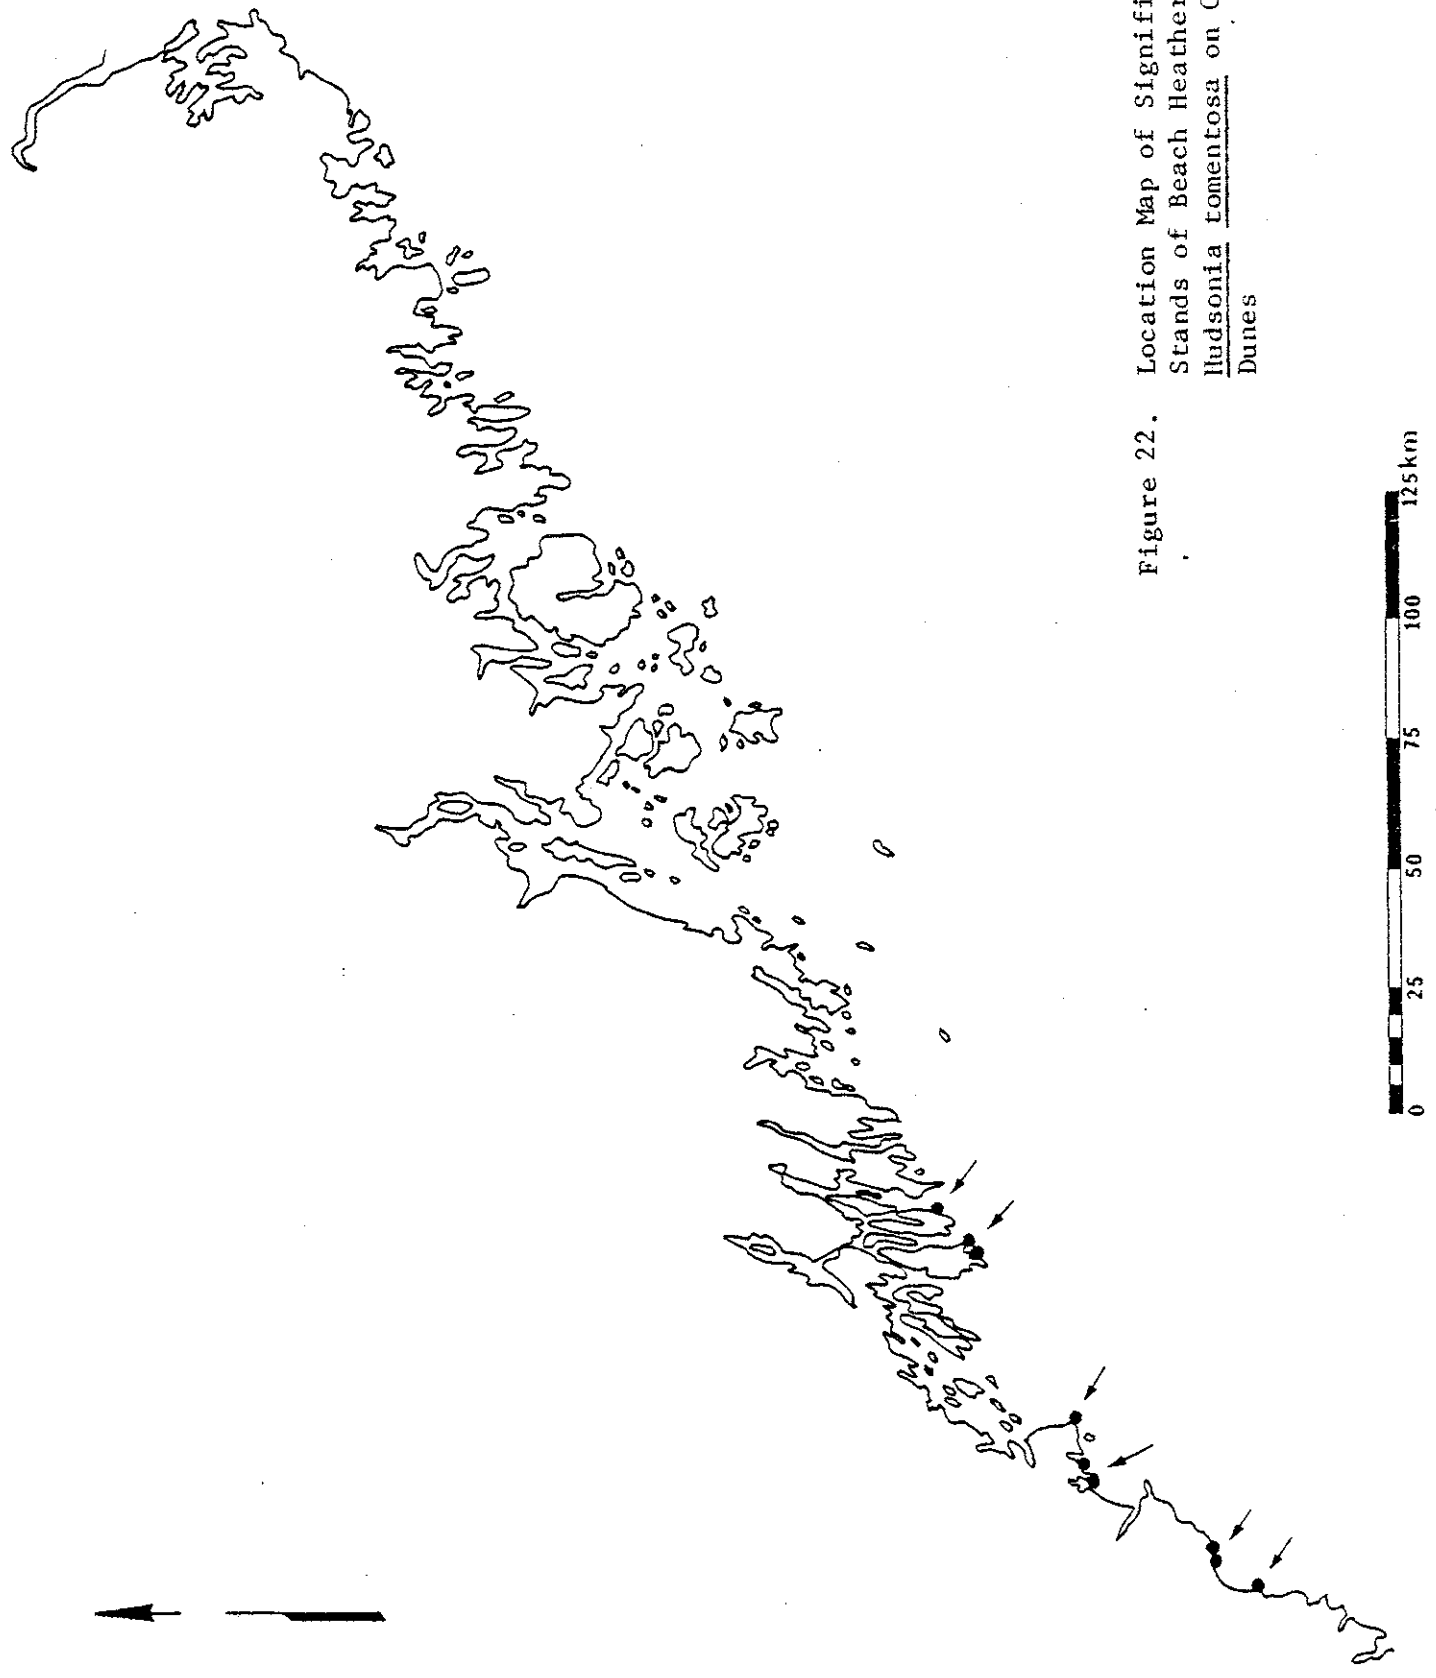 Figure 22. Location Map of Signifi
Stands of Beach Heather
Hudsonia tomentosa on
Dunes
0 25 50 75 100 125km